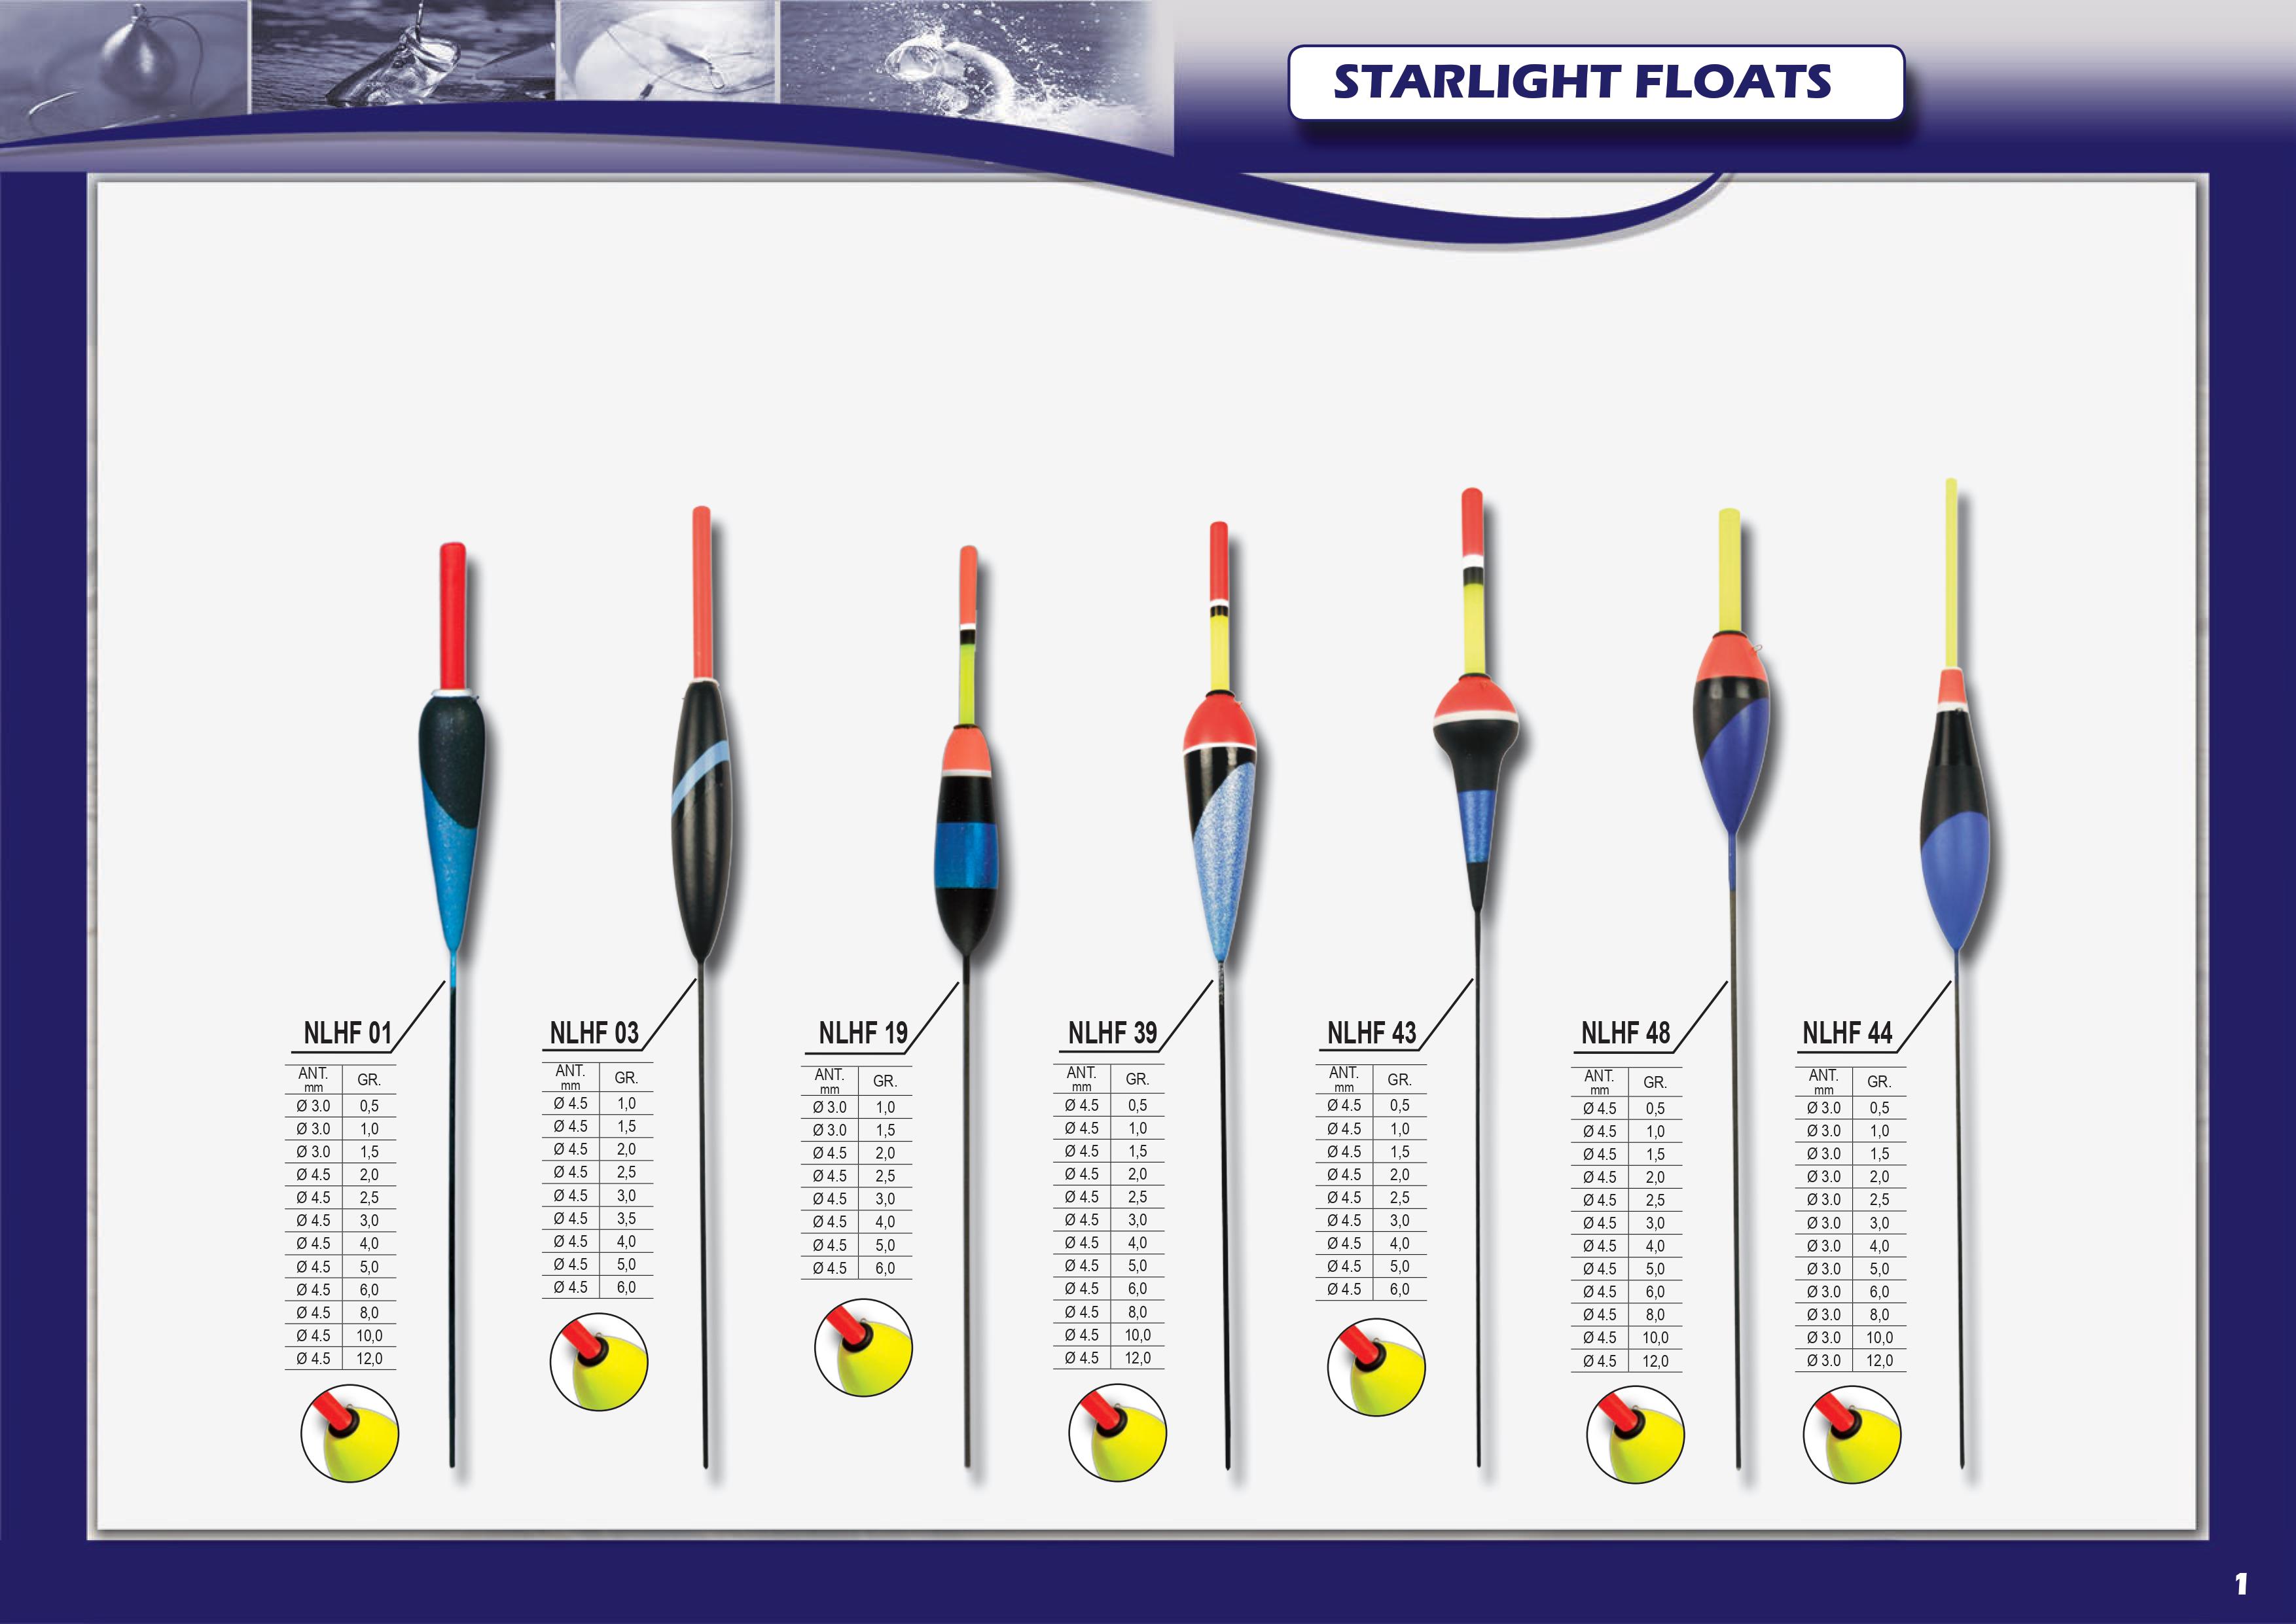 STARLIGHT FLOATS
NLHF 01
ANT. mm GR.
Ø 3.0 0,5
Ø 3.0 1,0
Ø 3.0 1,5
Ø 4.5 2,0
Ø 4.5 2,5
Ø 4.5 3,0
Ø 4.5 4,0
Ø 4.5 5,0
Ø 4.5 6,0
Ø 4.5 8,0
Ø 4.5 10,0
Ø 4.5 12,0
NLHF 03
ANT. mm GR.
Ø 4.5 1,0
Ø 4.5 1,5
Ø 4.5 2,0
Ø 4.5 2,5
Ø 4.5 3,0
Ø 4.5 3,5
Ø 4.5 4,0
Ø 4.5 5,0
Ø 4.5 6,0
NLHF 19
ANT. mm GR.
Ø 3.0 1,0
Ø 3.0 1,5
Ø 4.5 2,0
Ø 4.5 2,5
Ø 4.5 3,0
Ø 4.5 4,0
Ø 4.5 5,0
Ø 4.5 6,0
NLHF 39
ANT. mm GR.
Ø 4.5 0,5
Ø 4.5 1,0
Ø 4.5 1,5
Ø 4.5 2,0
Ø 4.5 2,5
Ø 4.5 3,0
Ø 4.5 4,0
Ø 4.5 5,0
Ø 4.5 6,0
Ø 4.5 8,0
Ø 4.5 10,0
Ø 4.5 12,0
NLHF 43
ANT. mm GR.
Ø 4.5 0,5
Ø 4.5 1,0
Ø 4.5 1,5
Ø 4.5 2,0
Ø 4.5 2,5
Ø 4.5 3,0
Ø 4.5 4,0
Ø 4.5 5,0
Ø 4.5 6,0
NLHF 48
ANT. mm GR.
Ø 4.5 0,5
Ø 4.5 1,0
Ø 4.5 1,5
Ø 4.5 2,0
Ø 4.5 2,5
Ø 4.5 3,0
Ø 4.5 4,0
Ø 4.5 5,0
Ø 4.5 6,0
Ø 4.5 8,0
Ø 4.5 10,0
Ø 4.5 12,0
NLHF 44
ANT. mm GR.
Ø 3.0 0,5
Ø 3.0 1,0
Ø 3.0 1,5
Ø 3.0 2,0
Ø 3.0 2,5
Ø 3.0 3,0
Ø 3.0 4,0
Ø 3.0 5,0
Ø 3.0 6,0
Ø 3.0 8,0
Ø 3.0 10,0
Ø 3.0 12,0
1